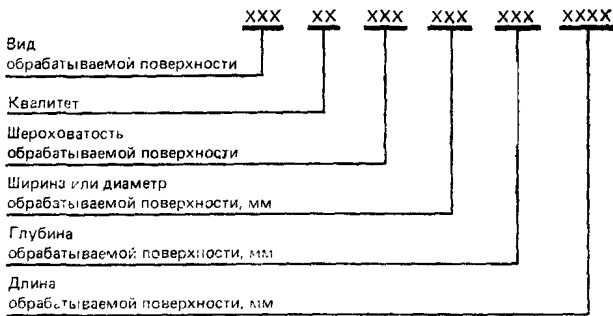 XXX XX XXX XXX XXX XXXX
Вид
обрабатываемой поверхности
Квалитет
Шероховатость
обрабатываемой поверхности
Ширина или диаметр
обрабатываемой поверхности, мм
Глубина
обрабатываемой поверхности, мм
Длина
обрабатываемой поверхности, мм